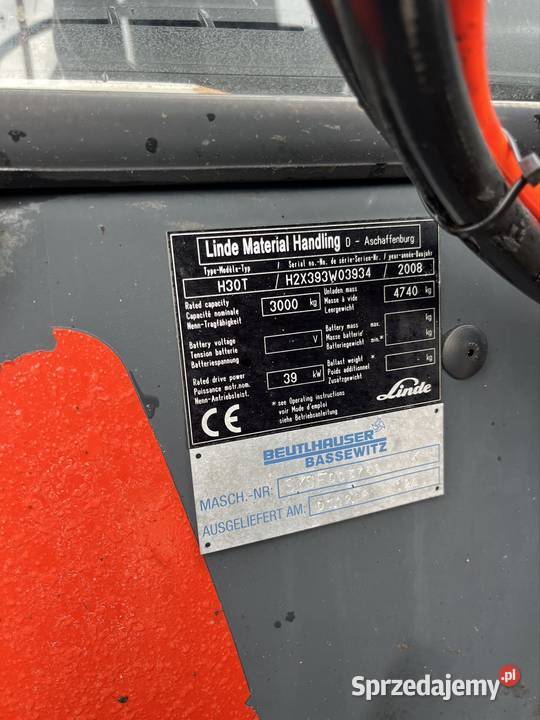 Linde Material Handling D - Aschaffenburg
Type-Modèle-Typ / Serial no.-No. de série-Serien-Nr. / year-année-Baujahr
H30T / H2X393W03934 / 2008
Rated capacity
Capacité nominale
Nenn-Tragfähigkeit
3000 kg
Unladen mass
Masse à vide
Leergewicht
4740 kg
Battery voltage
Tension batterie
Batteriespannung
V
Battery mass max.
Masse batterie*
Batteriegewicht min.*
kg
kg
Rated drive power
Puissance motr.nom.
Nenn-Antriebsleist.
39 kW
Ballast weight *
Poids additionnel
Zusatzgewicht
- kg
* see Operating instructions
voir Mode d'emploi
siehe Betriebsanleitung
CE
Linde
BEUTLHAUSER
BASSEWITZ
MASCH.-NR:
AUSGELIEFERT AM:
Sprzedajemy.pl